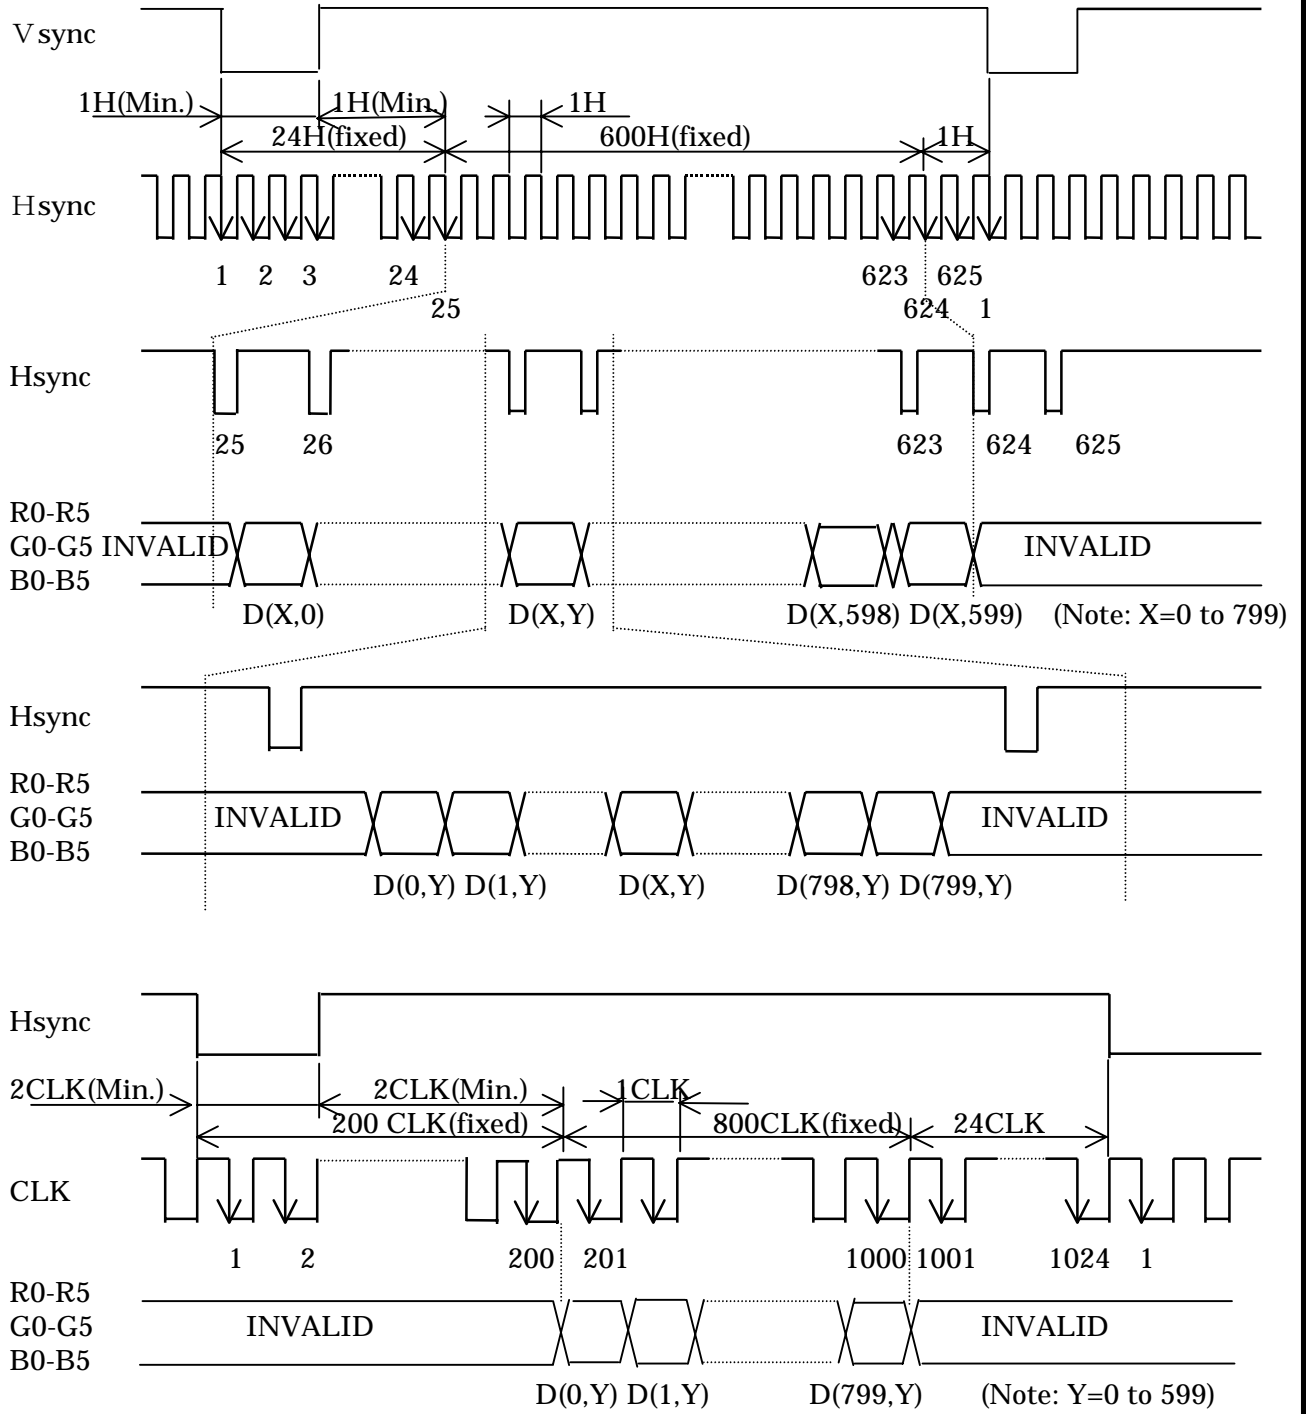 Vsync
1H(Min.) 1H(Min.) 1H
24H(fixed) 600H(fixed) 1H
Hsync
1 2 3 24 623 625
25 624 1
Hsync
25 26 623 624 625
R0-R5
G0-G5 INVALID INVALID
B0-B5
D(X,0) D(X,Y) D(X,598) D(X,599) (Note: X=0 to 799)
Hsync
R0-R5
G0-G5 INVALID INVALID
B0-B5
D(0,Y) D(1,Y) D(X,Y) D(798,Y) D(799,Y)
Hsync
2CLK(Min.) 2CLK(Min.) 1CLK
200 CLK(fixed) 800CLK(fixed) 24CLK
CLK
1 2 200 201 1000 1001 1024 1
R0-R5
G0-G5 INVALID INVALID
B0-B5
D(0,Y) D(1,Y) D(799,Y) (Note: Y=0 to 599)